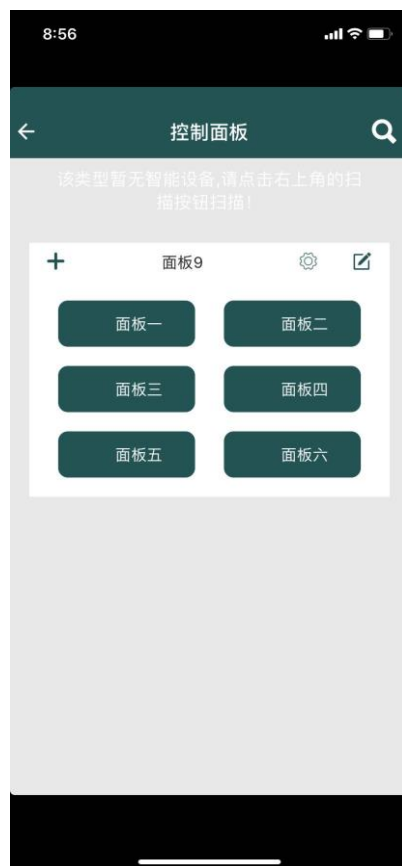 8:56
控制面板
该类型暂无智能设备,请点击右上角的扫
描按钮扫描!
面板9
面板一
面板二
面板三
面板四
面板五
面板六